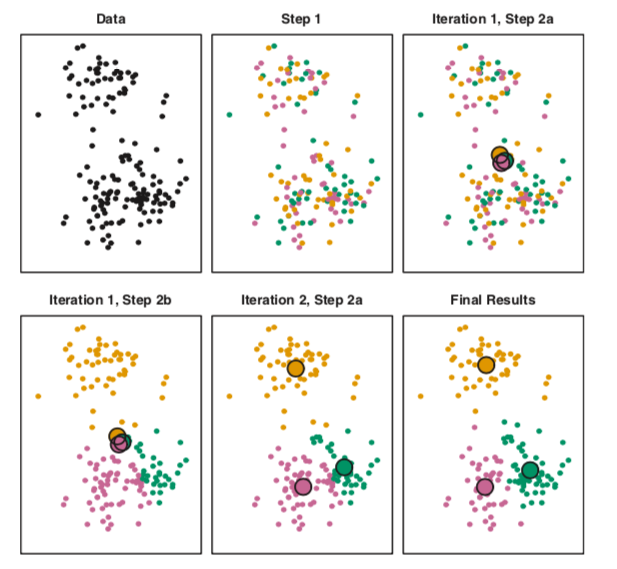 Data
Step 1
Iteration 1, Step 2a
Iteration 1, Step 2b
Iteration 2, Step 2a
Final Results